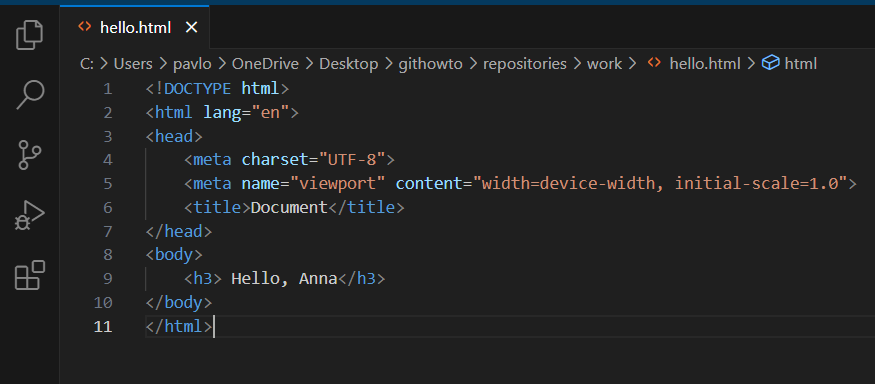 hello.html
C: > Users > pavlo > OneDrive > Desktop > githowto > repositories > work > hello.html > html
1 <!DOCTYPE html>
2 <html lang="en">
3 <head>
4     <meta charset="UTF-8">
5     <meta name="viewport" content="width=device-width, initial-scale=1.0">
6     <title>Document</title>
7 </head>
8 <body>
9     <h3> Hello, Anna</h3>
10 </body>
11 </html>